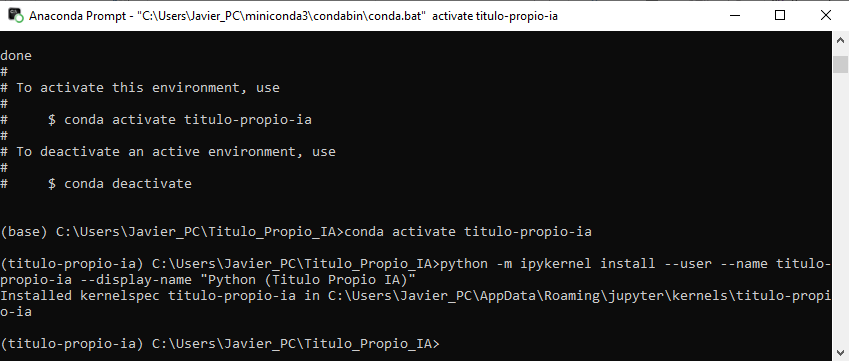 Anaconda Prompt - "C:\Users\Javier_PC\miniconda3\condabin\conda.bat" activate titulo-propio-ia
done
#
# To activate this environment, use
#
#     $ conda activate titulo-propio-ia
#
# To deactivate an active environment, use
#
#     $ conda deactivate
(base) C:\Users\Javier_PC\Titulo_Propio_IA>conda activate titulo-propio-ia
(titulo-propio-ia) C:\Users\Javier_PC\Titulo_Propio_IA>python -m ipykernel install --user --name titulo-
propio-ia --display-name "Python (Titulo Propio IA)"
Installed kernelspec titulo-propio-ia in C:\Users\Javier_PC\AppData\Roaming\jupyter\kernels\titulo-propi
o-ia
(titulo-propio-ia) C:\Users\Javier_PC\Titulo_Propio_IA>